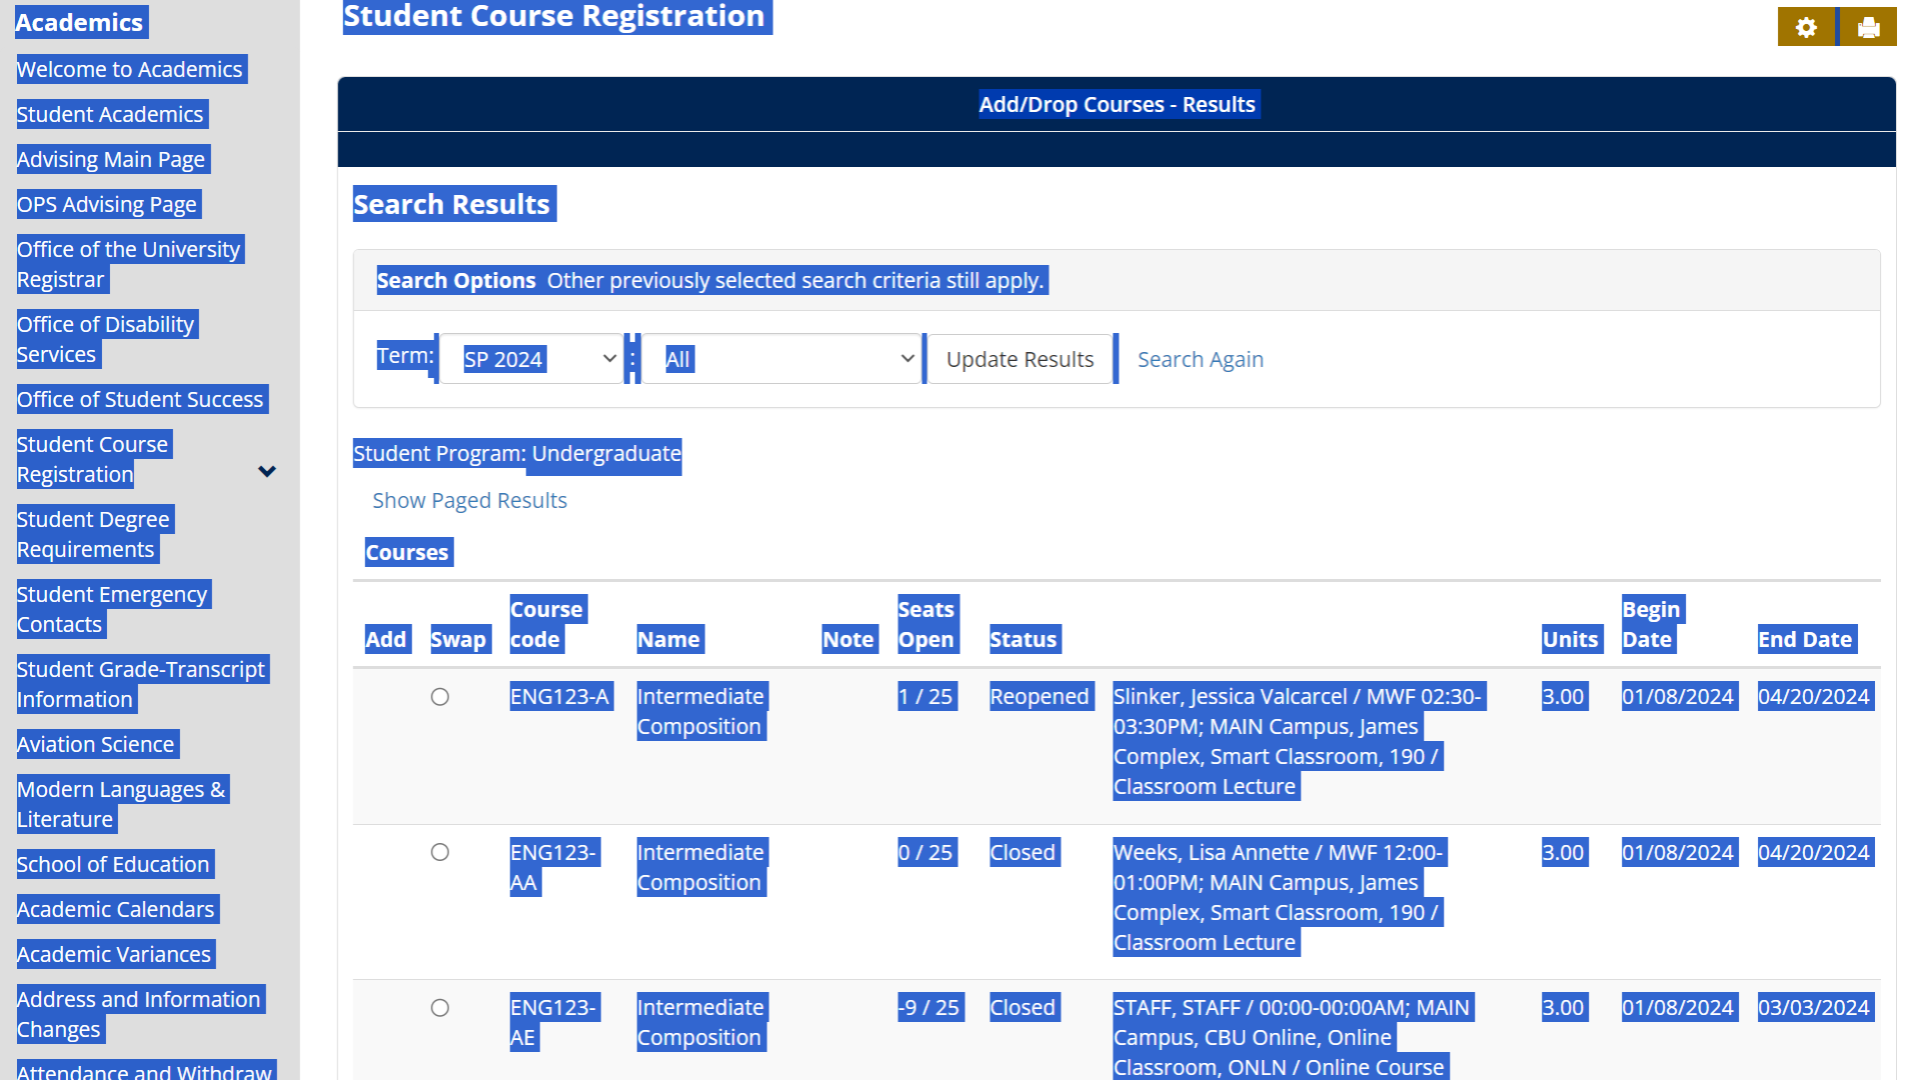 Academics
Welcome to Academics
Student Academics
Advising Main Page
OPS Advising Page
Office of the University
Registrar
Office of Disability
Services
Office of Student Success
Student Course
Registration
Student Degree
Requirements
Student Emergency
Contacts
Student Grade-Transcript
Information
Aviation Science
Modern Languages &
Literature
School of Education
Academic Calendars
Academic Variances
Address and Information
Changes
Attendance and Withdraw
Student Course Registration
Add/Drop Courses - Results
Search Results
Search Options Other previously selected search criteria still apply.
Term: SP 2024 : All Update Results Search Again
Student Program: Undergraduate
Show Paged Results
Courses
Add Swap Course code Name Note Seats Open Status Units Begin Date End Date
ENG123-A Intermediate 1 / 25 Reopened Slinker, Jessica Valcarcel / MWF 02:30- 3.00 01/08/2024 04/20/2024
Composition 03:30PM; MAIN Campus, James
Complex, Smart Classroom, 190 /
Classroom Lecture
ENG123- Intermediate 0 / 25 Closed Weeks, Lisa Annette / MWF 12:00- 3.00 01/08/2024 04/20/2024
AA Composition 01:00PM; MAIN Campus, James
Complex, Smart Classroom, 190 /
Classroom Lecture
ENG123- Intermediate -9 / 25 Closed STAFF, STAFF / 00:00-00:00AM; MAIN 3.00 01/08/2024 03/03/2024
AE Composition Campus, CBU Online, Online
Classroom, ONLN / Online Course